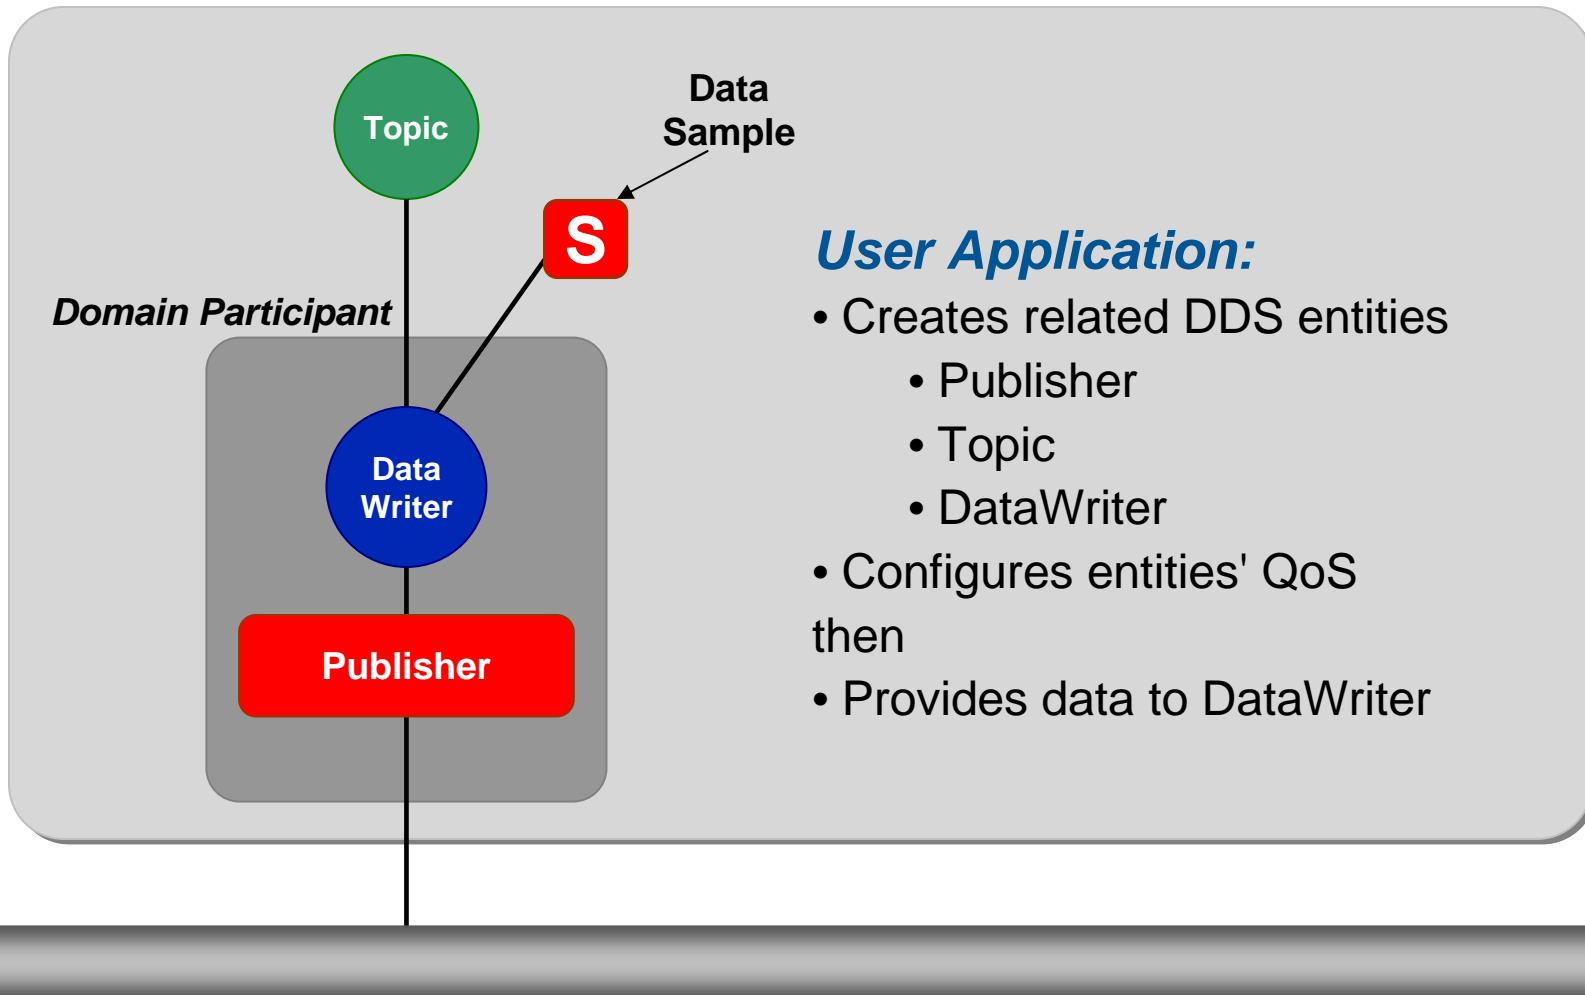 Topic
Data
Sample
S
Domain Participant
Data
Writer
Publisher
User Application:
• Creates related DDS entities
• Publisher
• Topic
• DataWriter
• Configures entities' QoS
then
• Provides data to DataWriter